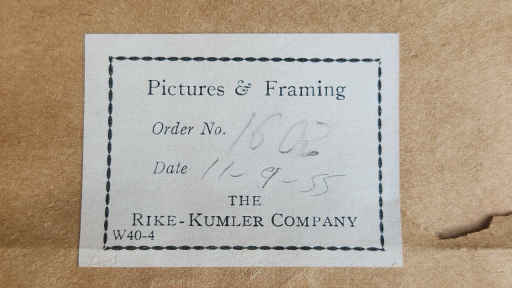 Pictures & Framing
Order No. 1602
Date 11-9-55
THE
RIKE-KUMLER COMPANY
W40-4